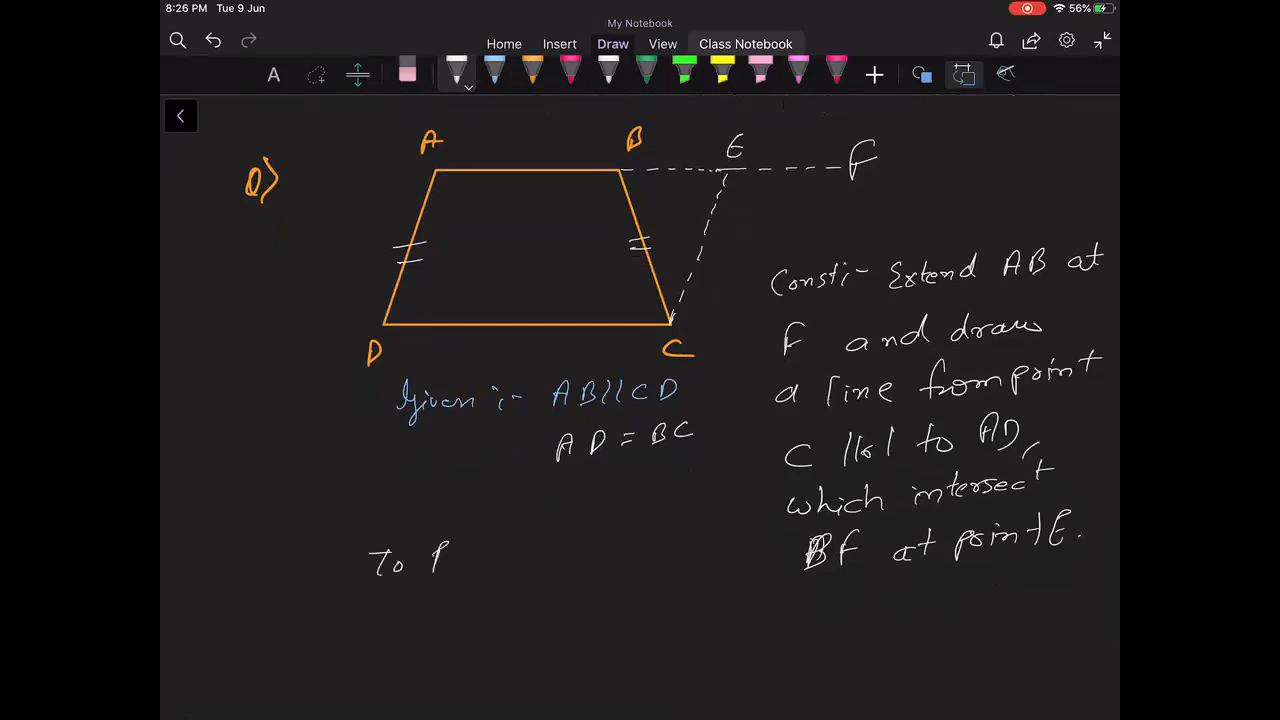 8:26 PM Tue 9 Jun
56%
My Notebook
Home Insert Draw View Class Notebook
A
Q)
A B E F
D C
Given :- AB||CD
AD = BC
Const:- Extend AB at
F and draw
a line from point
C ||el to AD,
which intersect
BF at point E.
To P